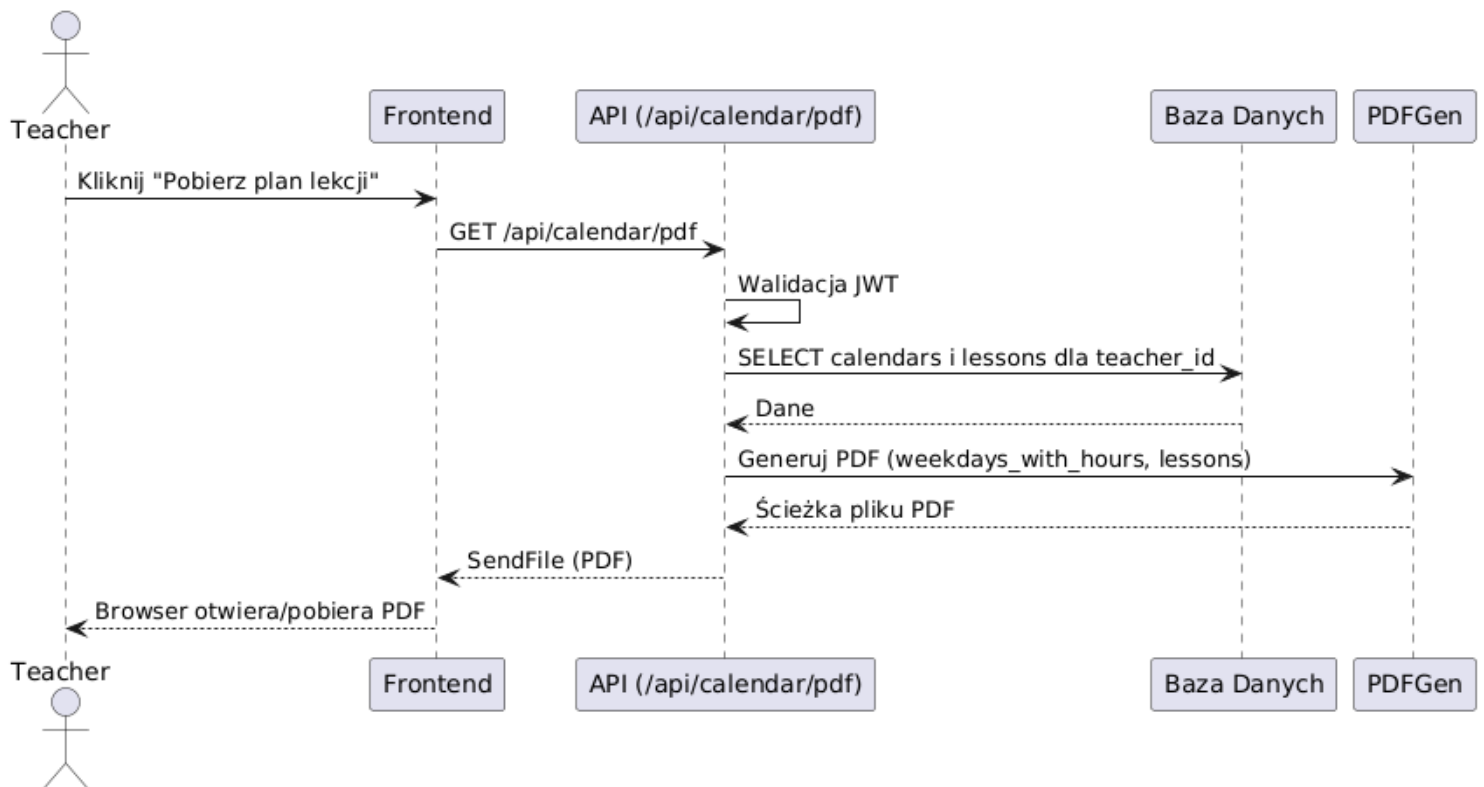 Teacher
Frontend
API (/api/calendar/pdf)
Baza Danych
PDFGen
Kliknij "Pobierz plan lekcji"
GET /api/calendar/pdf
Walidacja JWT
SELECT calendars i lessons dla teacher_id
Dane
Generuj PDF (weekdays_with_hours, lessons)
Ścieżka pliku PDF
SendFile (PDF)
Browser otwiera/pobiera PDF
Teacher
Frontend
API (/api/calendar/pdf)
Baza Danych
PDFGen